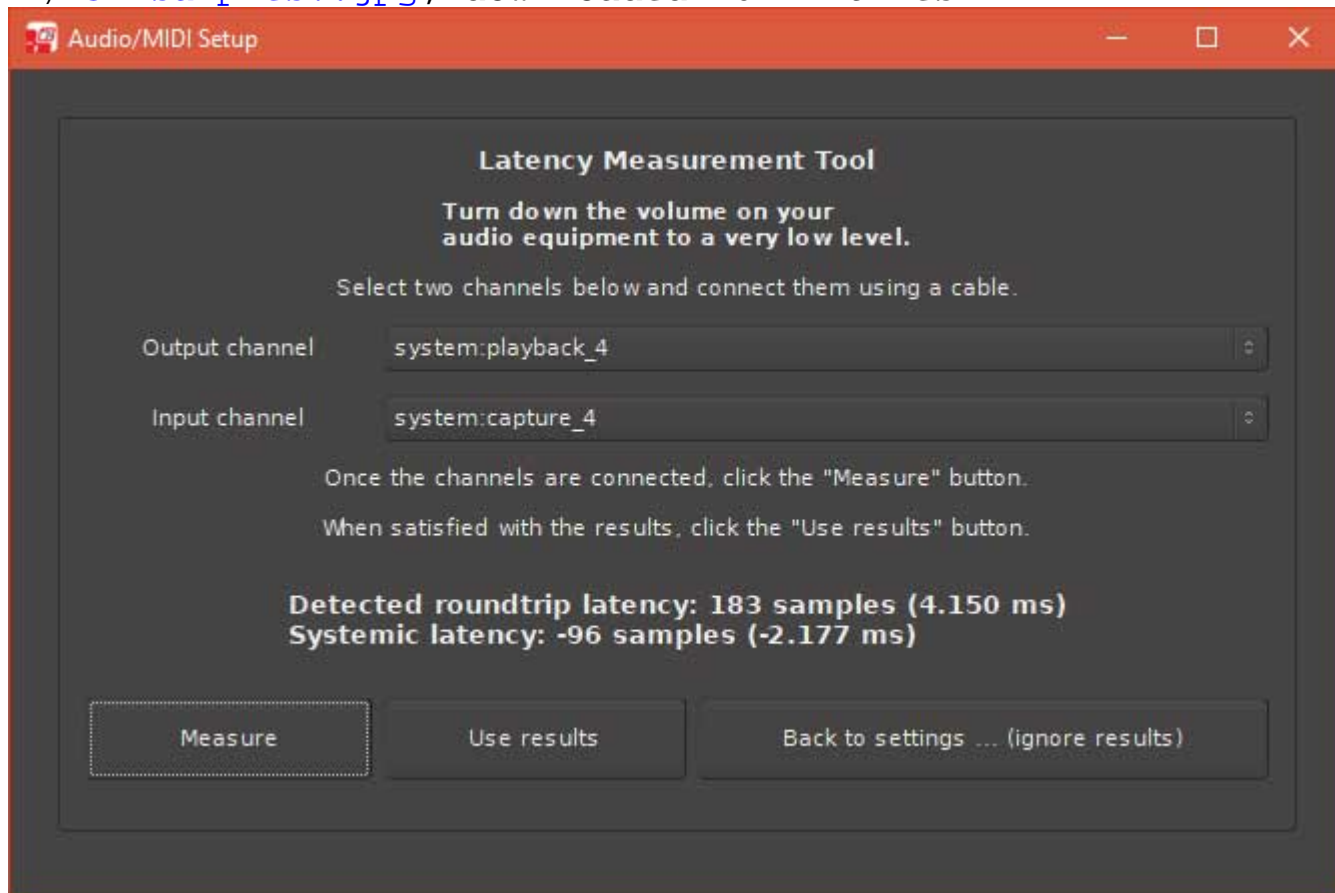 Audio/MIDI Setup
Latency Measurement Tool
Turn down the volume on your
audio equipment to a very low level.
Select two channels below and connect them using a cable.
Output channel system:playback_4
Input channel system:capture_4
Once the channels are connected, click the "Measure" button.
When satisfied with the results, click the "Use results" button.
Detected roundtrip latency: 183 samples (4.150 ms)
Systemic latency: -96 samples (-2.177 ms)
Measure Use results Back to settings ... (ignore results)